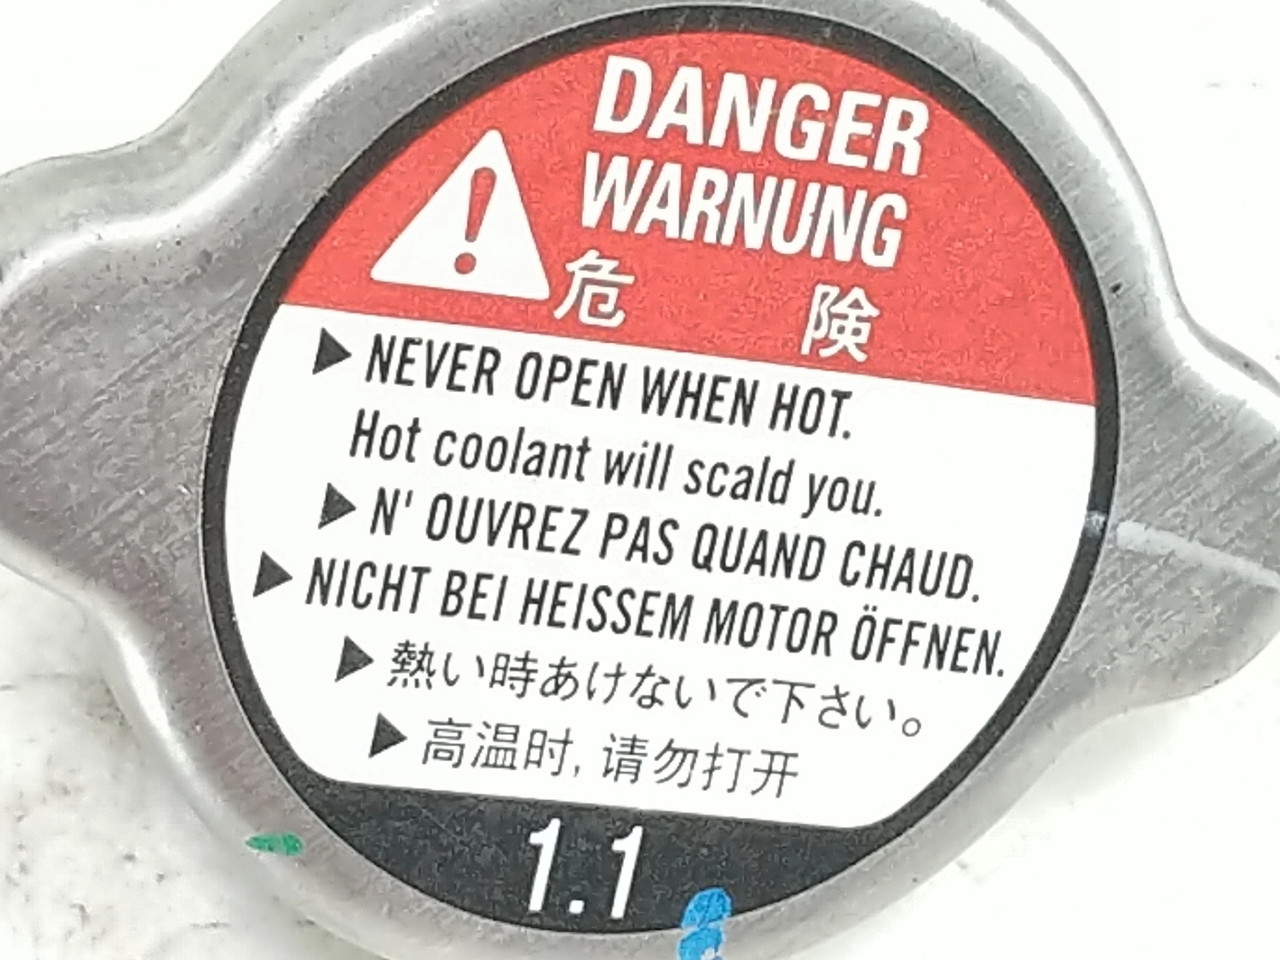 DANGER
WARNUNG
危 険
▶ NEVER OPEN WHEN HOT.
Hot coolant will scald you.
▶ N' OUVREZ PAS QUAND CHAUD.
▶ NICHT BEI HEISSEM MOTOR ÖFFNEN.
▶ 熱い時あけないで下さい。
▶ 高温时, 请勿打开
1.1